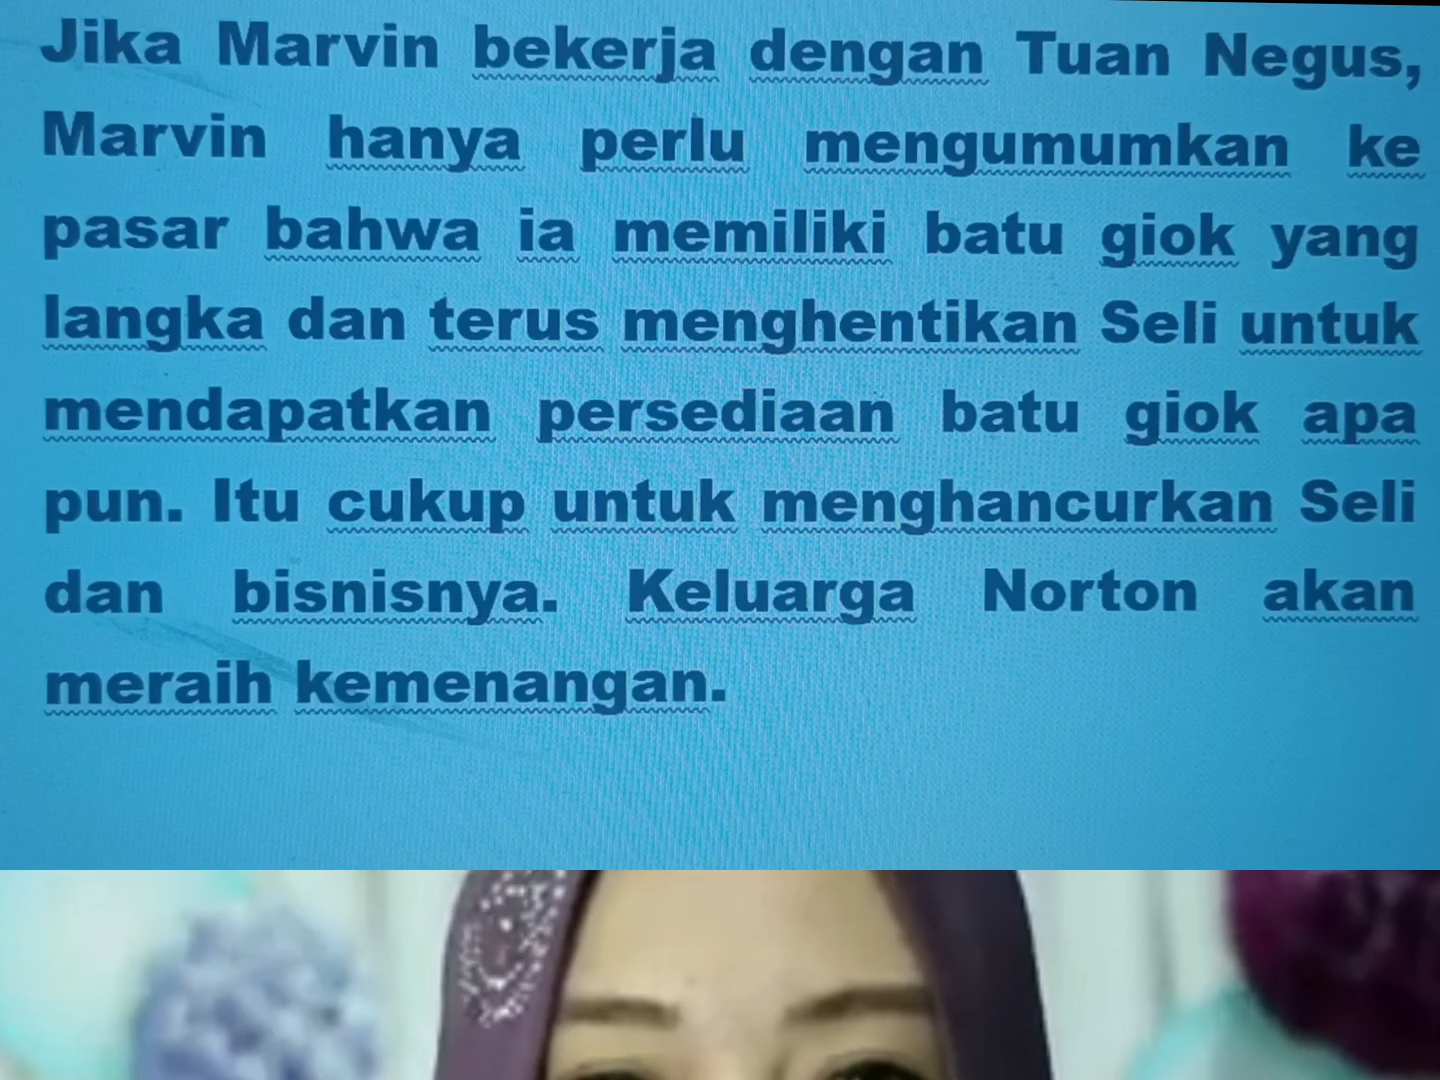 Jika Marvin bekerja dengan Tuan Negus,
Marvin hanya perlu mengumumkan ke
pasar bahwa ia memiliki batu giok yang
langka dan terus menghentikan Seli untuk
mendapatkan persediaan batu giok apa
pun. Itu cukup untuk menghancurkan Seli
dan bisnisnya. Keluarga Norton akan
meraih kemenangan.